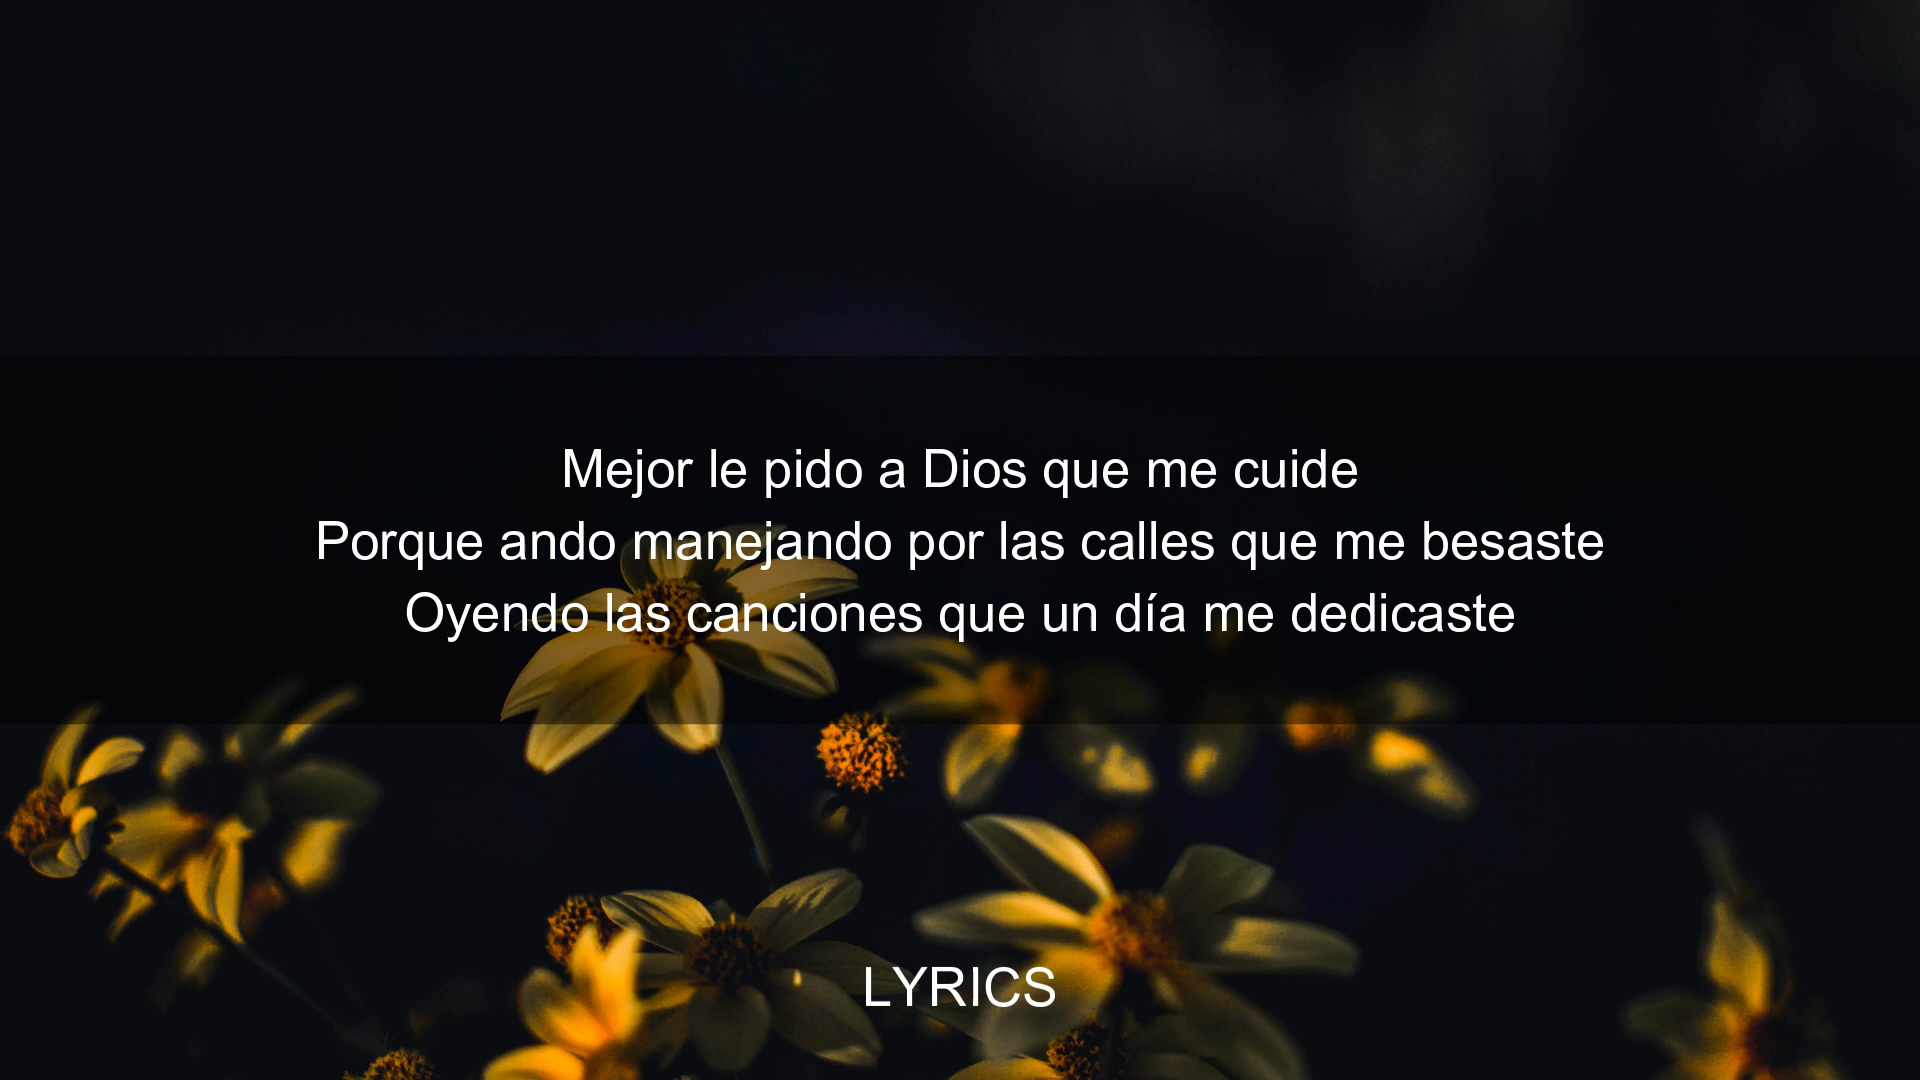 Mejor le pido a Dios que me cuide
Porque ando manejando por las calles que me besaste
Oyendo las canciones que un día me dedicaste
LYRICS